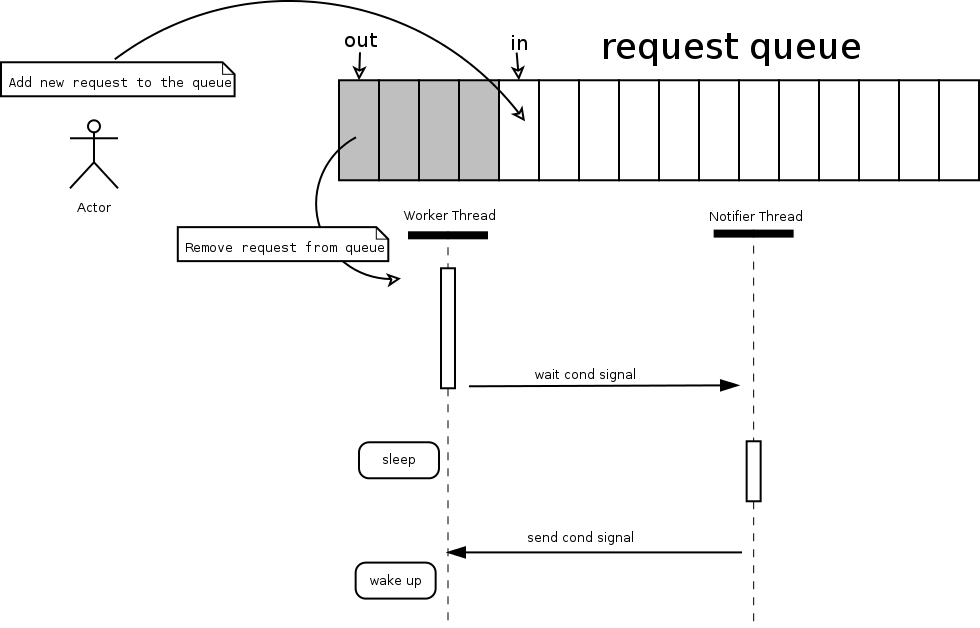 out
in
request queue
Add new request to the queue
Actor
Worker Thread
Notifier Thread
Remove request from queue
wait cond signal
sleep
send cond signal
wake up